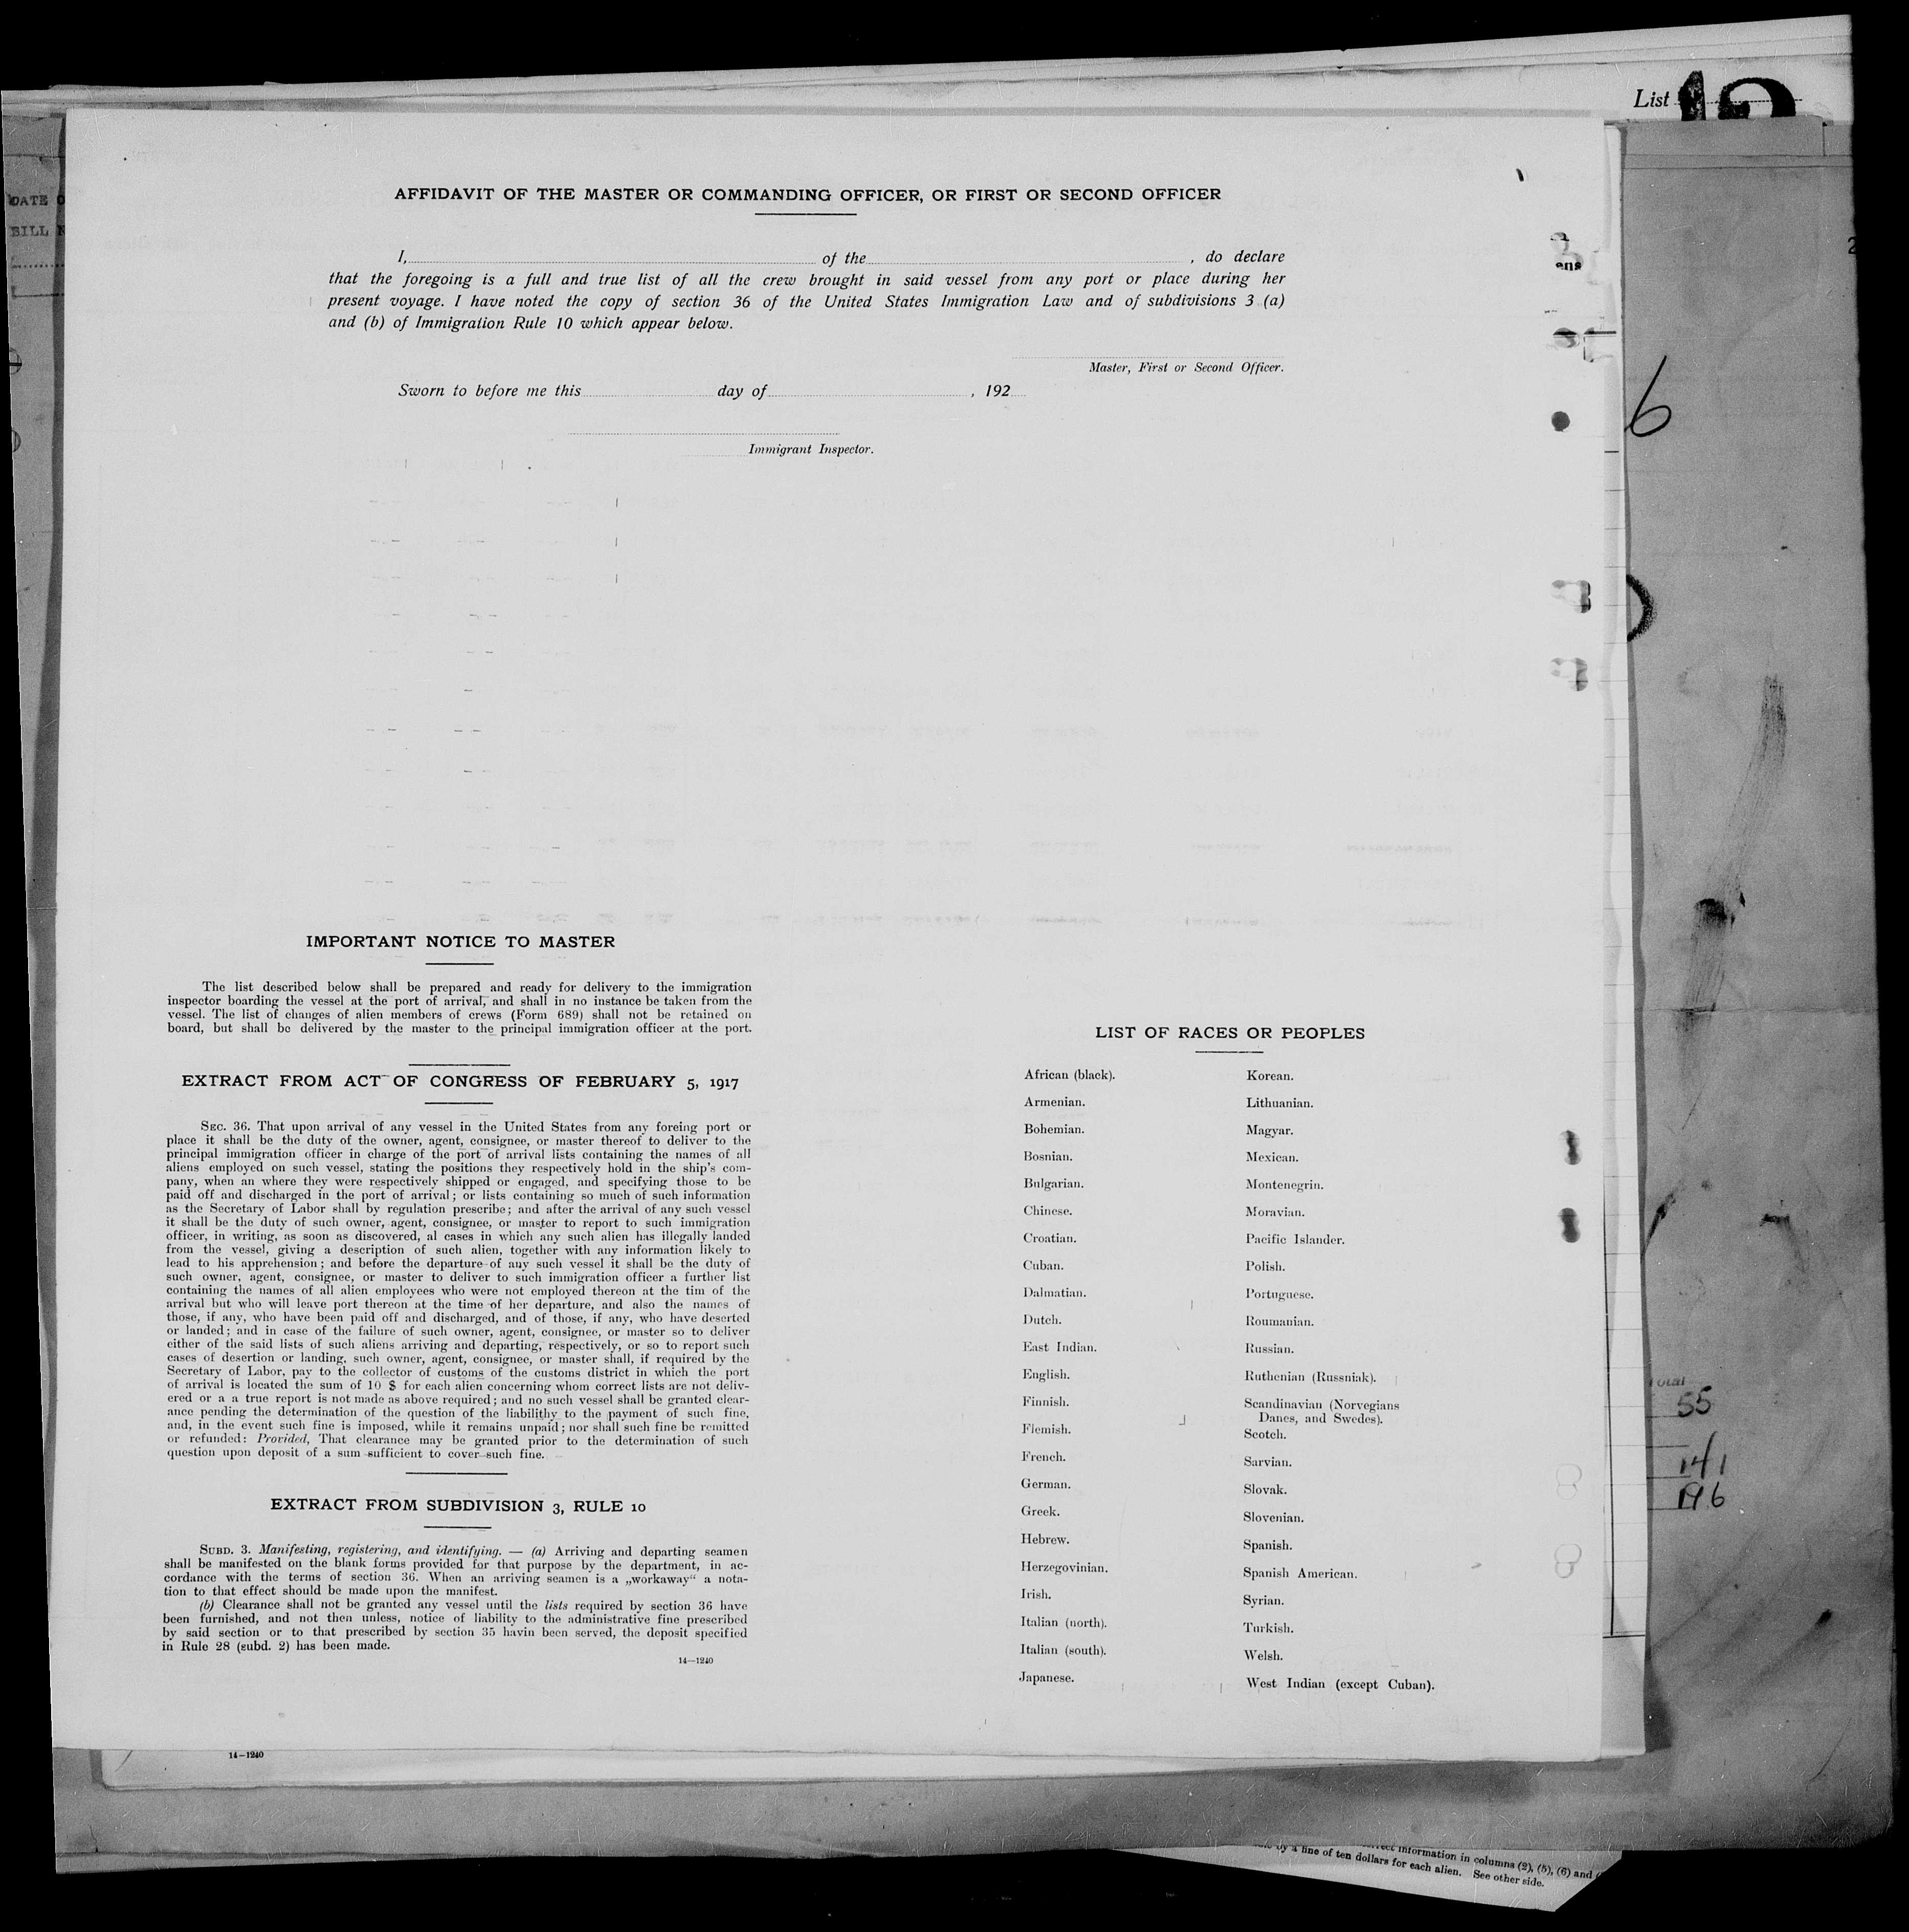 List
DATE O
BILL N
AFFIDAVIT OF THE MASTER OR COMMANDING OFFICER, OR FIRST OR SECOND OFFICER
I, of the , do declare
that the foregoing is a full and true list of all the crew brought in said vessel from any port or place during her
present voyage. I have noted the copy of section 36 of the United States Immigration Law and of subdivisions 3 (a)
and (b) of Immigration Rule 10 which appear below.
Master, First or Second Officer.
Sworn to before me this day of , 192
Immigrant Inspector.
6
IMPORTANT NOTICE TO MASTER
The list described below shall be prepared and ready for delivery to the immigration
inspector boarding the vessel at the port of arrival, and shall in no instance be taken from the
vessel. The list of changes of alien members of crews (Form 689) shall not be retained on
board, but shall be delivered by the master to the principal immigration officer at the port.
EXTRACT FROM ACT OF CONGRESS OF FEBRUARY 5, 1917
SEC. 36. That upon arrival of any vessel in the United States from any foreing port or
place it shall be the duty of the owner, agent, consignee, or master thereof to deliver to the
principal immigration officer in charge of the port of arrival lists containing the names of all
aliens employed on such vessel, stating the positions they respectively hold in the ship's com-
pany, when an where they were respectively shipped or engaged, and specifying those to be
paid off and discharged in the port of arrival; or lists containing so much of such information
as the Secretary of Labor shall by regulation prescribe; and after the arrival of any such vessel
it shall be the duty of such owner, agent, consignee, or master to report to such immigration
officer, in writing, as soon as discovered, al cases in which any such alien has illegally landed
from the vessel, giving a description of such alien, together with any information likely to
lead to his apprehension; and before the departure of any such vessel it shall be the duty of
such owner, agent, consignee, or master to deliver to such immigration officer a further list
containing the names of all alien employees who were not employed thereon at the tim of the
arrival but who will leave port thereon at the time of her departure, and also the names of
those, if any, who have been paid off and discharged, and of those, if any, who have deserted
or landed; and in case of the failure of such owner, agent, consignee, or master so to deliver
either of the said lists of such aliens arriving and departing, respectively, or so to report such
cases of desertion or landing, such owner, agent, consignee, or master shall, if required by the
Secretary of Labor, pay to the collector of customs of the customs district in which the port
of arrival is located the sum of 10 $ for each alien concerning whom correct lists are not deliv-
ered or a a true report is not made as above required; and no such vessel shall be granted clear-
ance pending the determination of the question of the liabilithy to the payment of such fine,
and, in the event such fine is imposed, while it remains unpaid; nor shall such fine be remitted
or refunded: Provided, That clearance may be granted prior to the determination of such
question upon deposit of a sum sufficient to cover such fine.
EXTRACT FROM SUBDIVISION 3, RULE 10
SUBD. 3. Manifesting, registering, and identifying. — (a) Arriving and departing seamen
shall be manifested on the blank forms provided for that purpose by the department, in ac-
cordance with the terms of section 36. When an arriving seamen is a „workaway“ a nota-
tion to that effect should be made upon the manifest.
(b) Clearance shall not be granted any vessel until the lists required by section 36 have
been furnished, and not then unless, notice of liability to the administrative fine prescribed
by said section or to that prescribed by section 35 havin been served, the deposit specified
in Rule 28 (subd. 2) has been made.
14—1240
LIST OF RACES OR PEOPLES
African (black).
Armenian.
Bohemian.
Bosnian.
Bulgarian.
Chinese.
Croatian.
Cuban.
Dalmatian.
Dutch.
East Indian.
English.
Finnish.
Flemish.
French.
German.
Greek.
Hebrew.
Herzegovinian.
Irish.
Italian (north).
Italian (south).
Japanese.
Korean.
Lithuanian.
Magyar.
Mexican.
Montenegrin.
Moravian.
Pacific Islander.
Polish.
Portuguese.
Roumanian.
Russian.
Ruthenian (Russniak).
Scandinavian (Norwegians
Danes, and Swedes).
Scotch.
Sarvian.
Slovak.
Slovenian.
Spanish.
Spanish American.
Syrian.
Turkish.
Welsh.
West Indian (except Cuban).
55
141
196
14—1240
information in columns (2), (5), (6) and
by a fine of ten dollars for each alien. See other side.